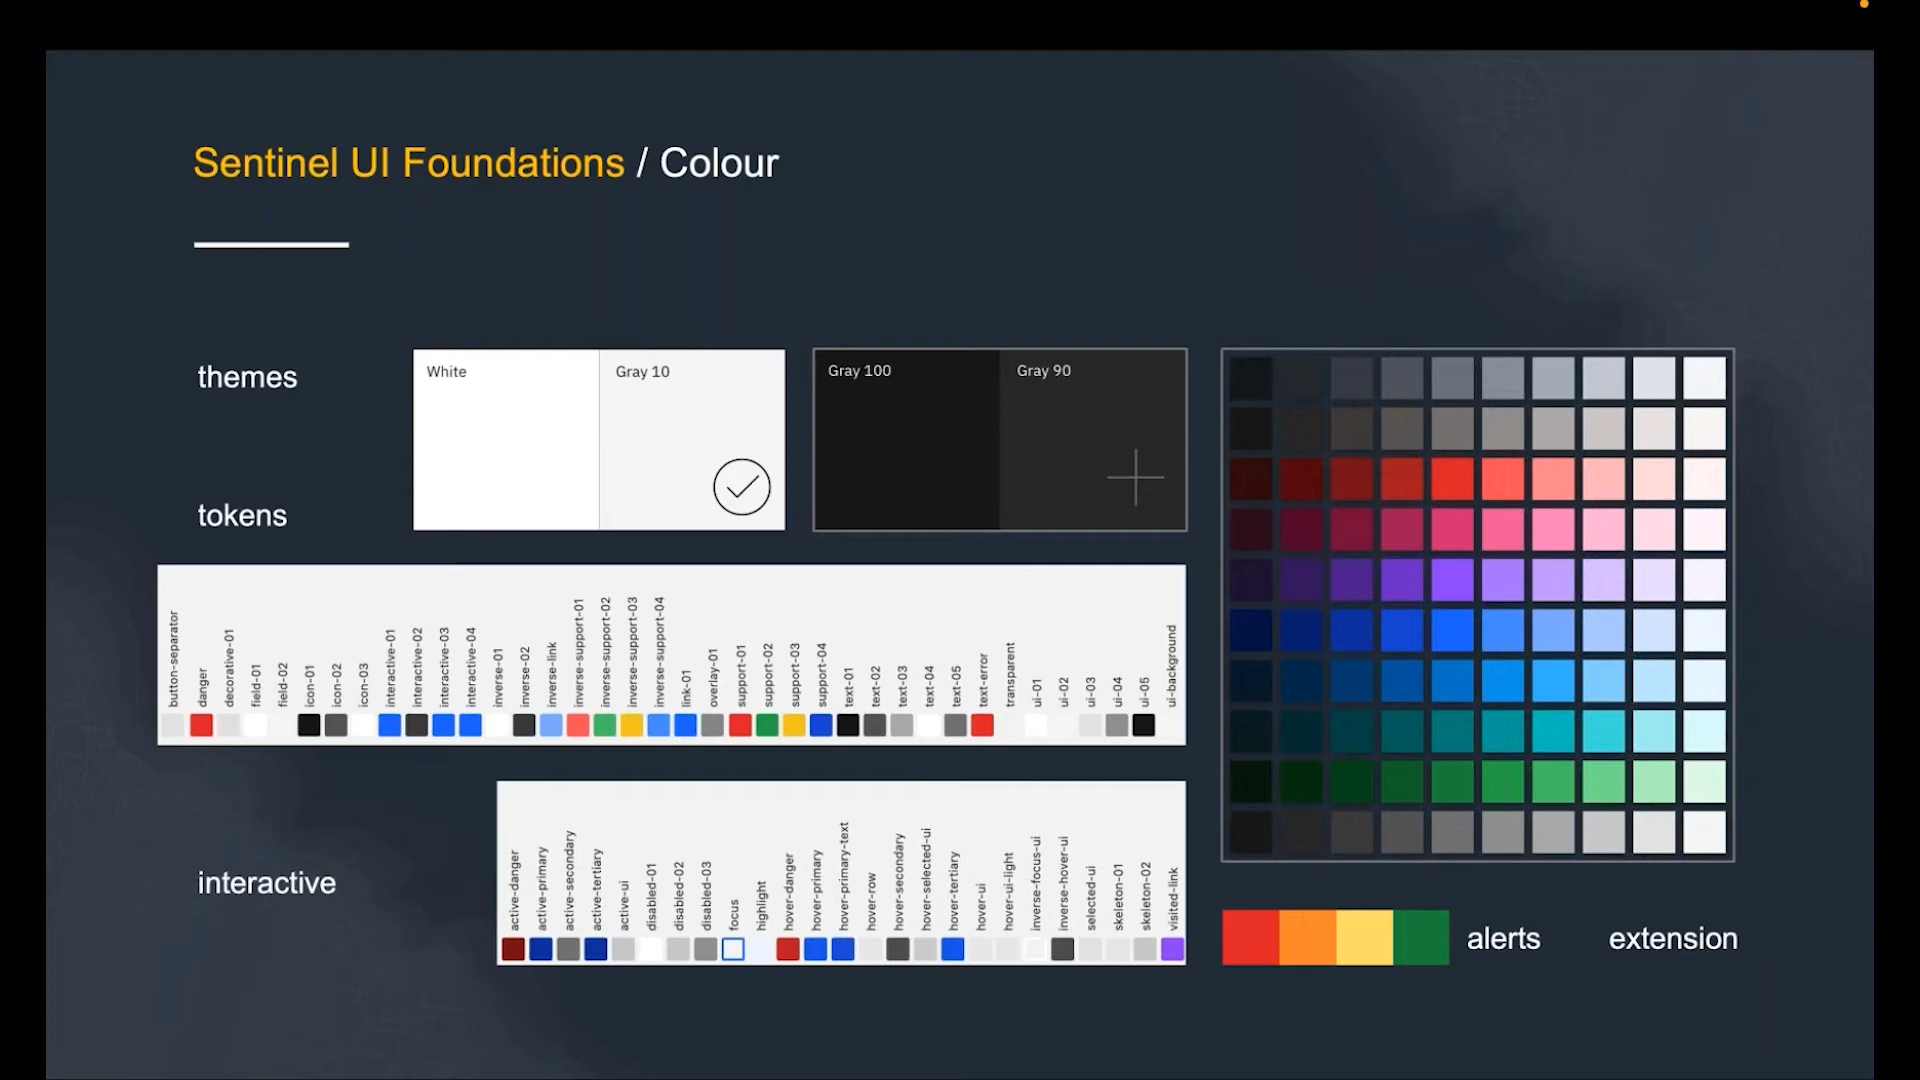 Sentinel UI Foundations / Colour
themes
White
Gray 10
Gray 100
Gray 90
tokens
button-separator
danger
decorative-01
field-01
field-02
icon-01
icon-02
icon-03
interactive-01
interactive-02
interactive-03
interactive-04
inverse-01
inverse-02
inverse-link
inverse-support-01
inverse-support-02
inverse-support-03
inverse-support-04
link-01
overlay-01
support-01
support-02
support-03
support-04
text-01
text-02
text-03
text-04
text-05
text-error
transparent
ui-01
ui-02
ui-03
ui-04
ui-05
ui-background
interactive
active-danger
active-primary
active-secondary
active-tertiary
active-ui
disabled-01
disabled-02
disabled-03
focus
highlight
hover-danger
hover-primary
hover-primary-text
hover-row
hover-secondary
hover-selected-ui
hover-tertiary
hover-ui
hover-ui-light
inverse-focus-ui
inverse-hover-ui
selected-ui
skeleton-01
skeleton-02
visited-link
alerts
extension